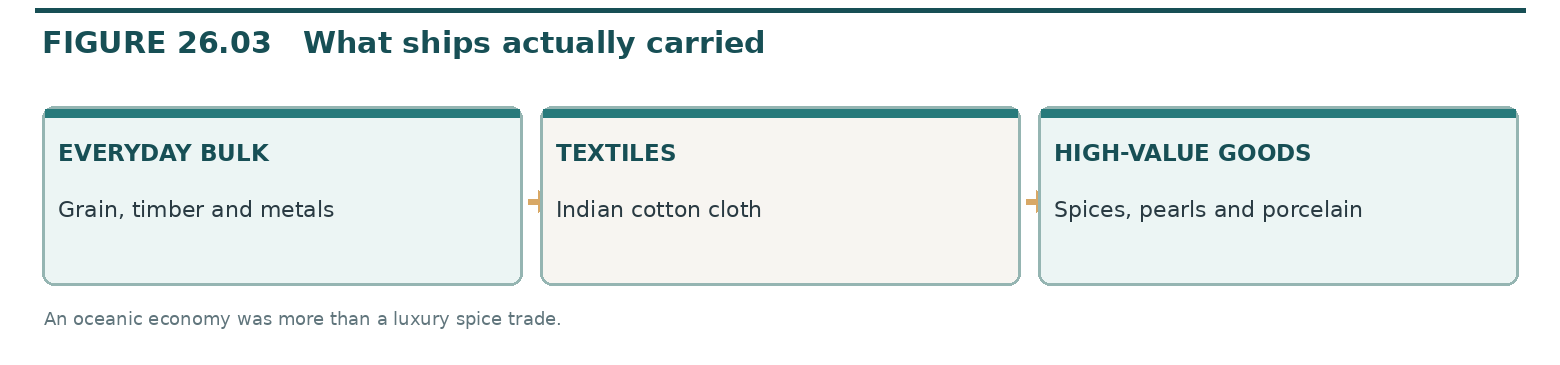 FIGURE 26.03 What ships actually carried
EVERYDAY BULK
Grain, timber and metals
TEXTILES
Indian cotton cloth
HIGH-VALUE GOODS
Spices, pearls and porcelain
An oceanic economy was more than a luxury spice trade.